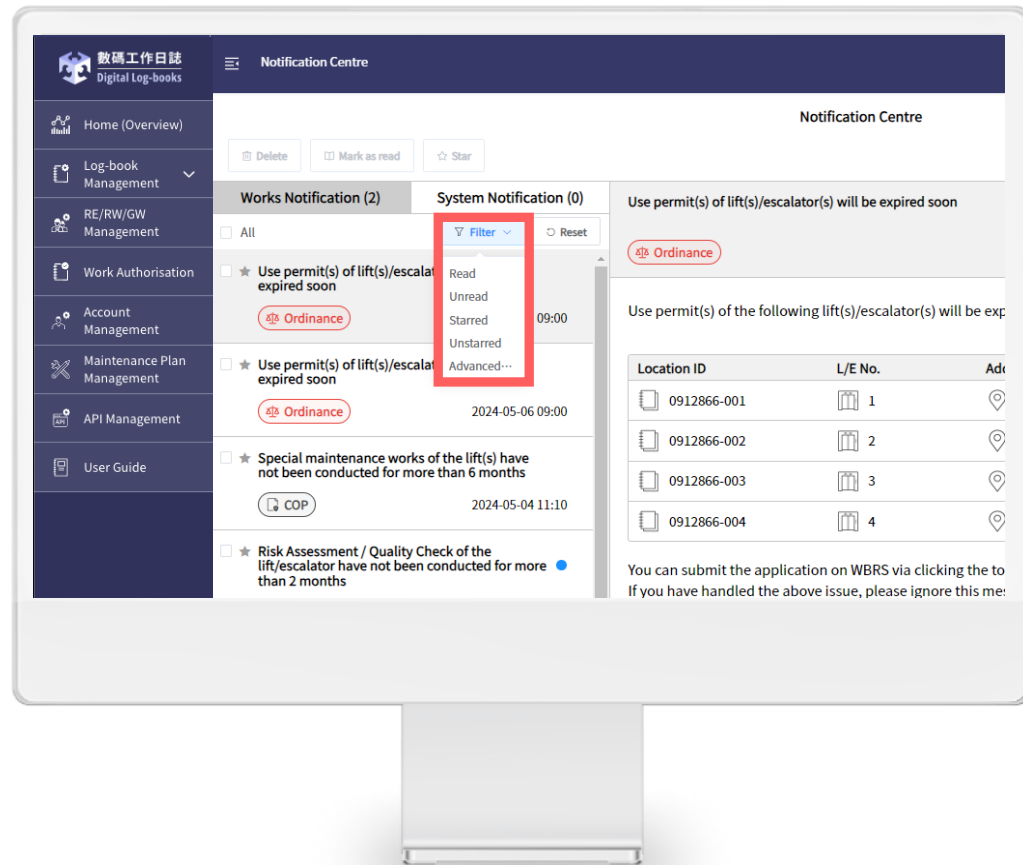 數碼工作日誌
Digital Log-books
Notification Centre
Home (Overview)
Log-book
Management
RE/RW/GW
Management
Work Authorisation
Account
Management
Maintenance Plan
Management
API Management
User Guide
Notification Centre
Delete
Mark as read
Star
Works Notification (2)
System Notification (0)
All
Filter
Reset
Read
Unread
Starred
Unstarred
Advanced···
Use permit(s) of lift(s)/escalat
expired soon
Ordinance
09:00
Use permit(s) of lift(s)/escalat
expired soon
Ordinance
2024-05-06 09:00
Special maintenance works of the lift(s) have
not been conducted for more than 6 months
COP
2024-05-04 11:10
Risk Assessment / Quality Check of the
lift/escalator have not been conducted for more
than 2 months
Use permit(s) of lift(s)/escalator(s) will be expired soon
Ordinance
Use permit(s) of the following lift(s)/escalator(s) will be exp
Location ID L/E No. Add
0912866-001 1
0912866-002 2
0912866-003 3
0912866-004 4
You can submit the application on WBRS via clicking the to
If you have handled the above issue, please ignore this mes